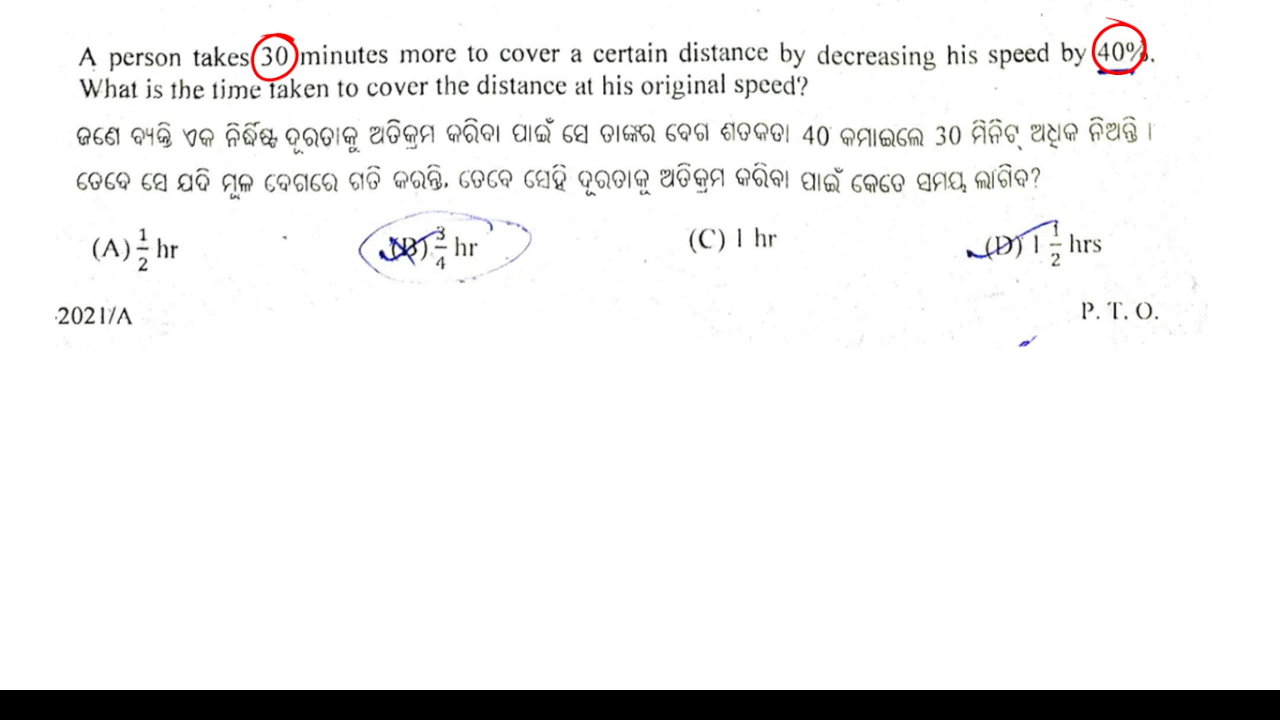 A person takes 30 minutes more to cover a certain distance by decreasing his speed by 40%.
What is the time taken to cover the distance at his original speed?
ଜଣେ ବ୍ୟକ୍ତି ଏକ ନିର୍ଦ୍ଧିଷ୍ଟ ଦୂରତାକୁ ଅତିକ୍ରମ କରିବା ପାଇଁ ସେ ତାଙ୍କର ବେଗ ଶତକଡା 40 କମାଇଲେ 30 ମିନିଟ୍ ଅଧିକ ନିଅନ୍ତି ।
ତେବେ ସେ ଯଦି ମୂଳ ବେଗରେ ଗତି କରନ୍ତି, ତେବେ ସେହି ଦୂରତାକୁ ଅତିକ୍ରମ କରିବା ପାଇଁ କେତେ ସମୟ ଲାଗିବ?
(A) 1/2 hr (B) 3/4 hr (C) 1 hr (D) 1 1/2 hrs
2021/A P. T. O.